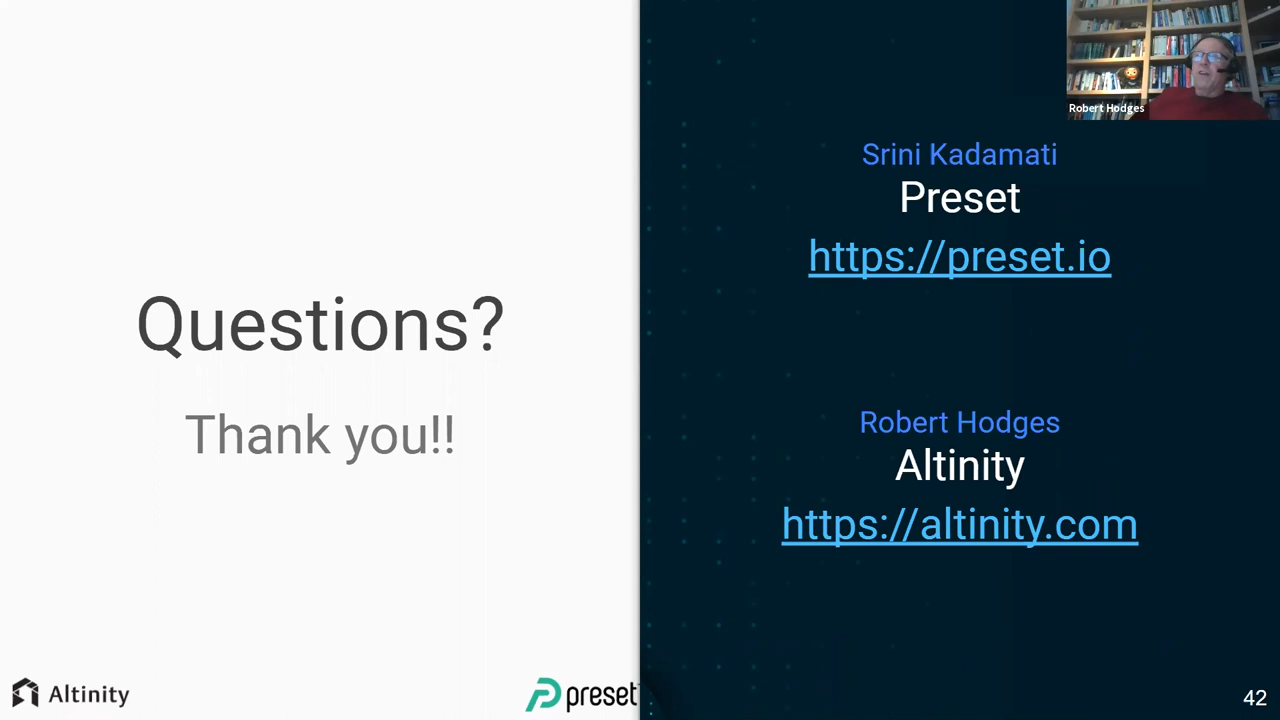 Questions?
Thank you!!
Altinity
preset
Robert Hodges
Srini Kadamati
Preset
https://preset.io
Robert Hodges
Altinity
https://altinity.com
42